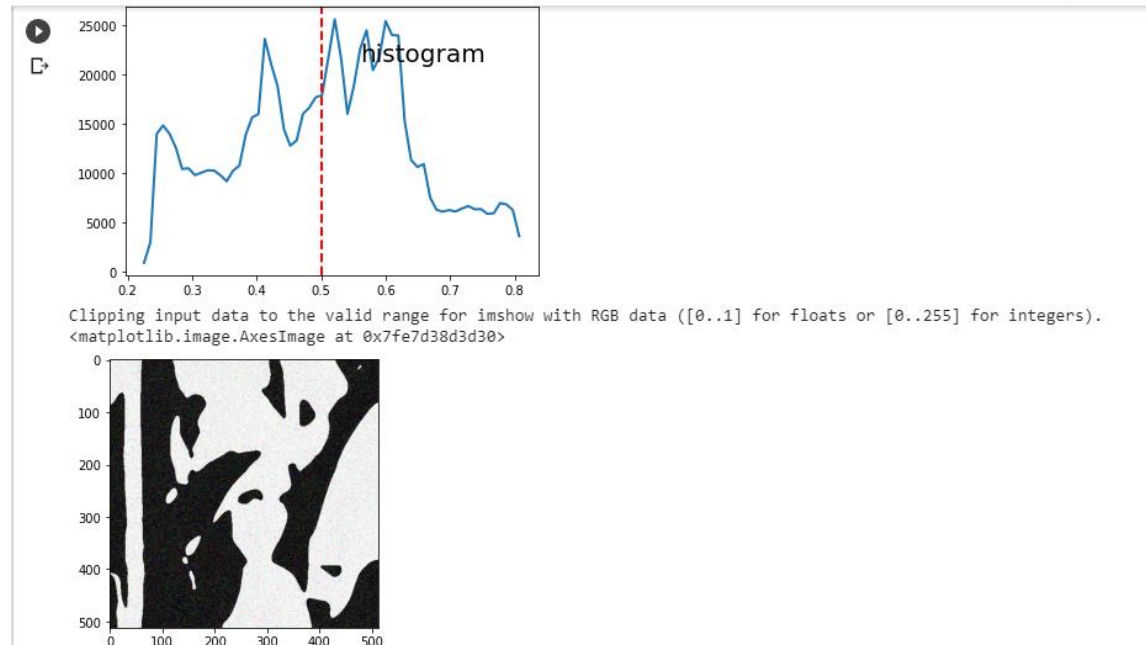 25000
histogram
20000
15000
10000
5000
0
0.2 0.3 0.4 0.5 0.6 0.7 0.8
Clipping input data to the valid range for imshow with RGB data ([0..1] for floats or [0..255] for integers).
<matplotlib.image.AxesImage at 0x7fe7d38d3d30>
0
100
200
300
400
500
0 100 200 300 400 500